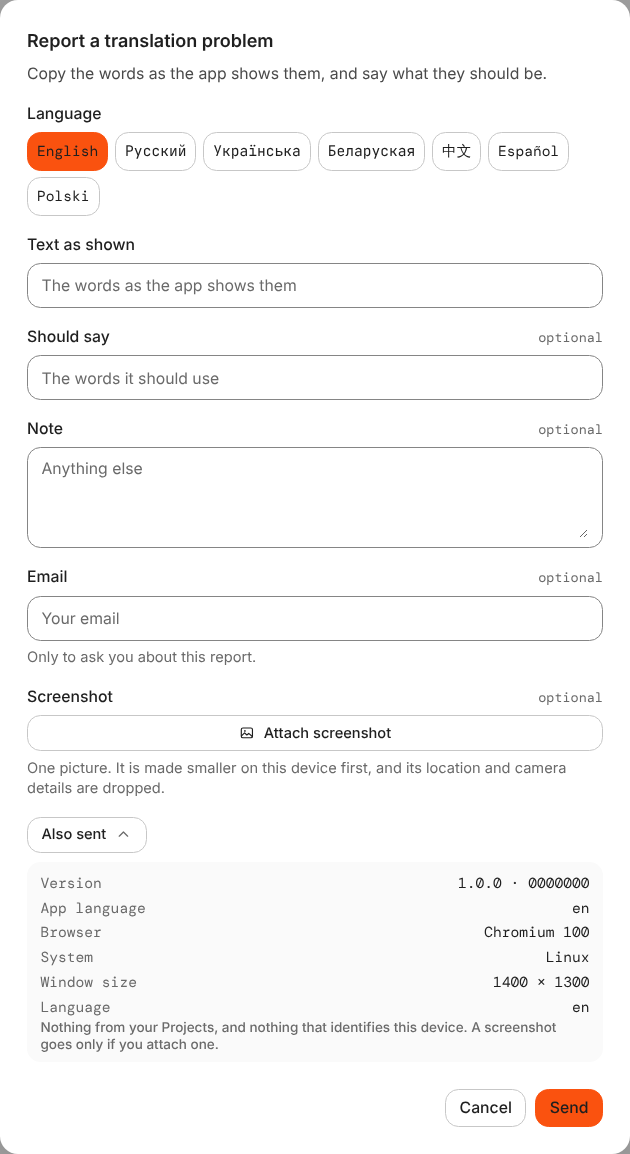 Report a translation problem
Copy the words as the app shows them, and say what they should be.
Language
English Русский Українська Беларуская 中文 Español
Polski
Text as shown
The words as the app shows them
Should say optional
The words it should use
Note optional
Anything else
Email optional
Your email
Only to ask you about this report.
Screenshot optional
Attach screenshot
One picture. It is made smaller on this device first, and its location and camera
details are dropped.
Also sent
Version 1.0.0 · 0000000
App language en
Browser Chromium 100
System Linux
Window size 1400 × 1300
Language en
Nothing from your Projects, and nothing that identifies this device. A screenshot
goes only if you attach one.
Cancel Send